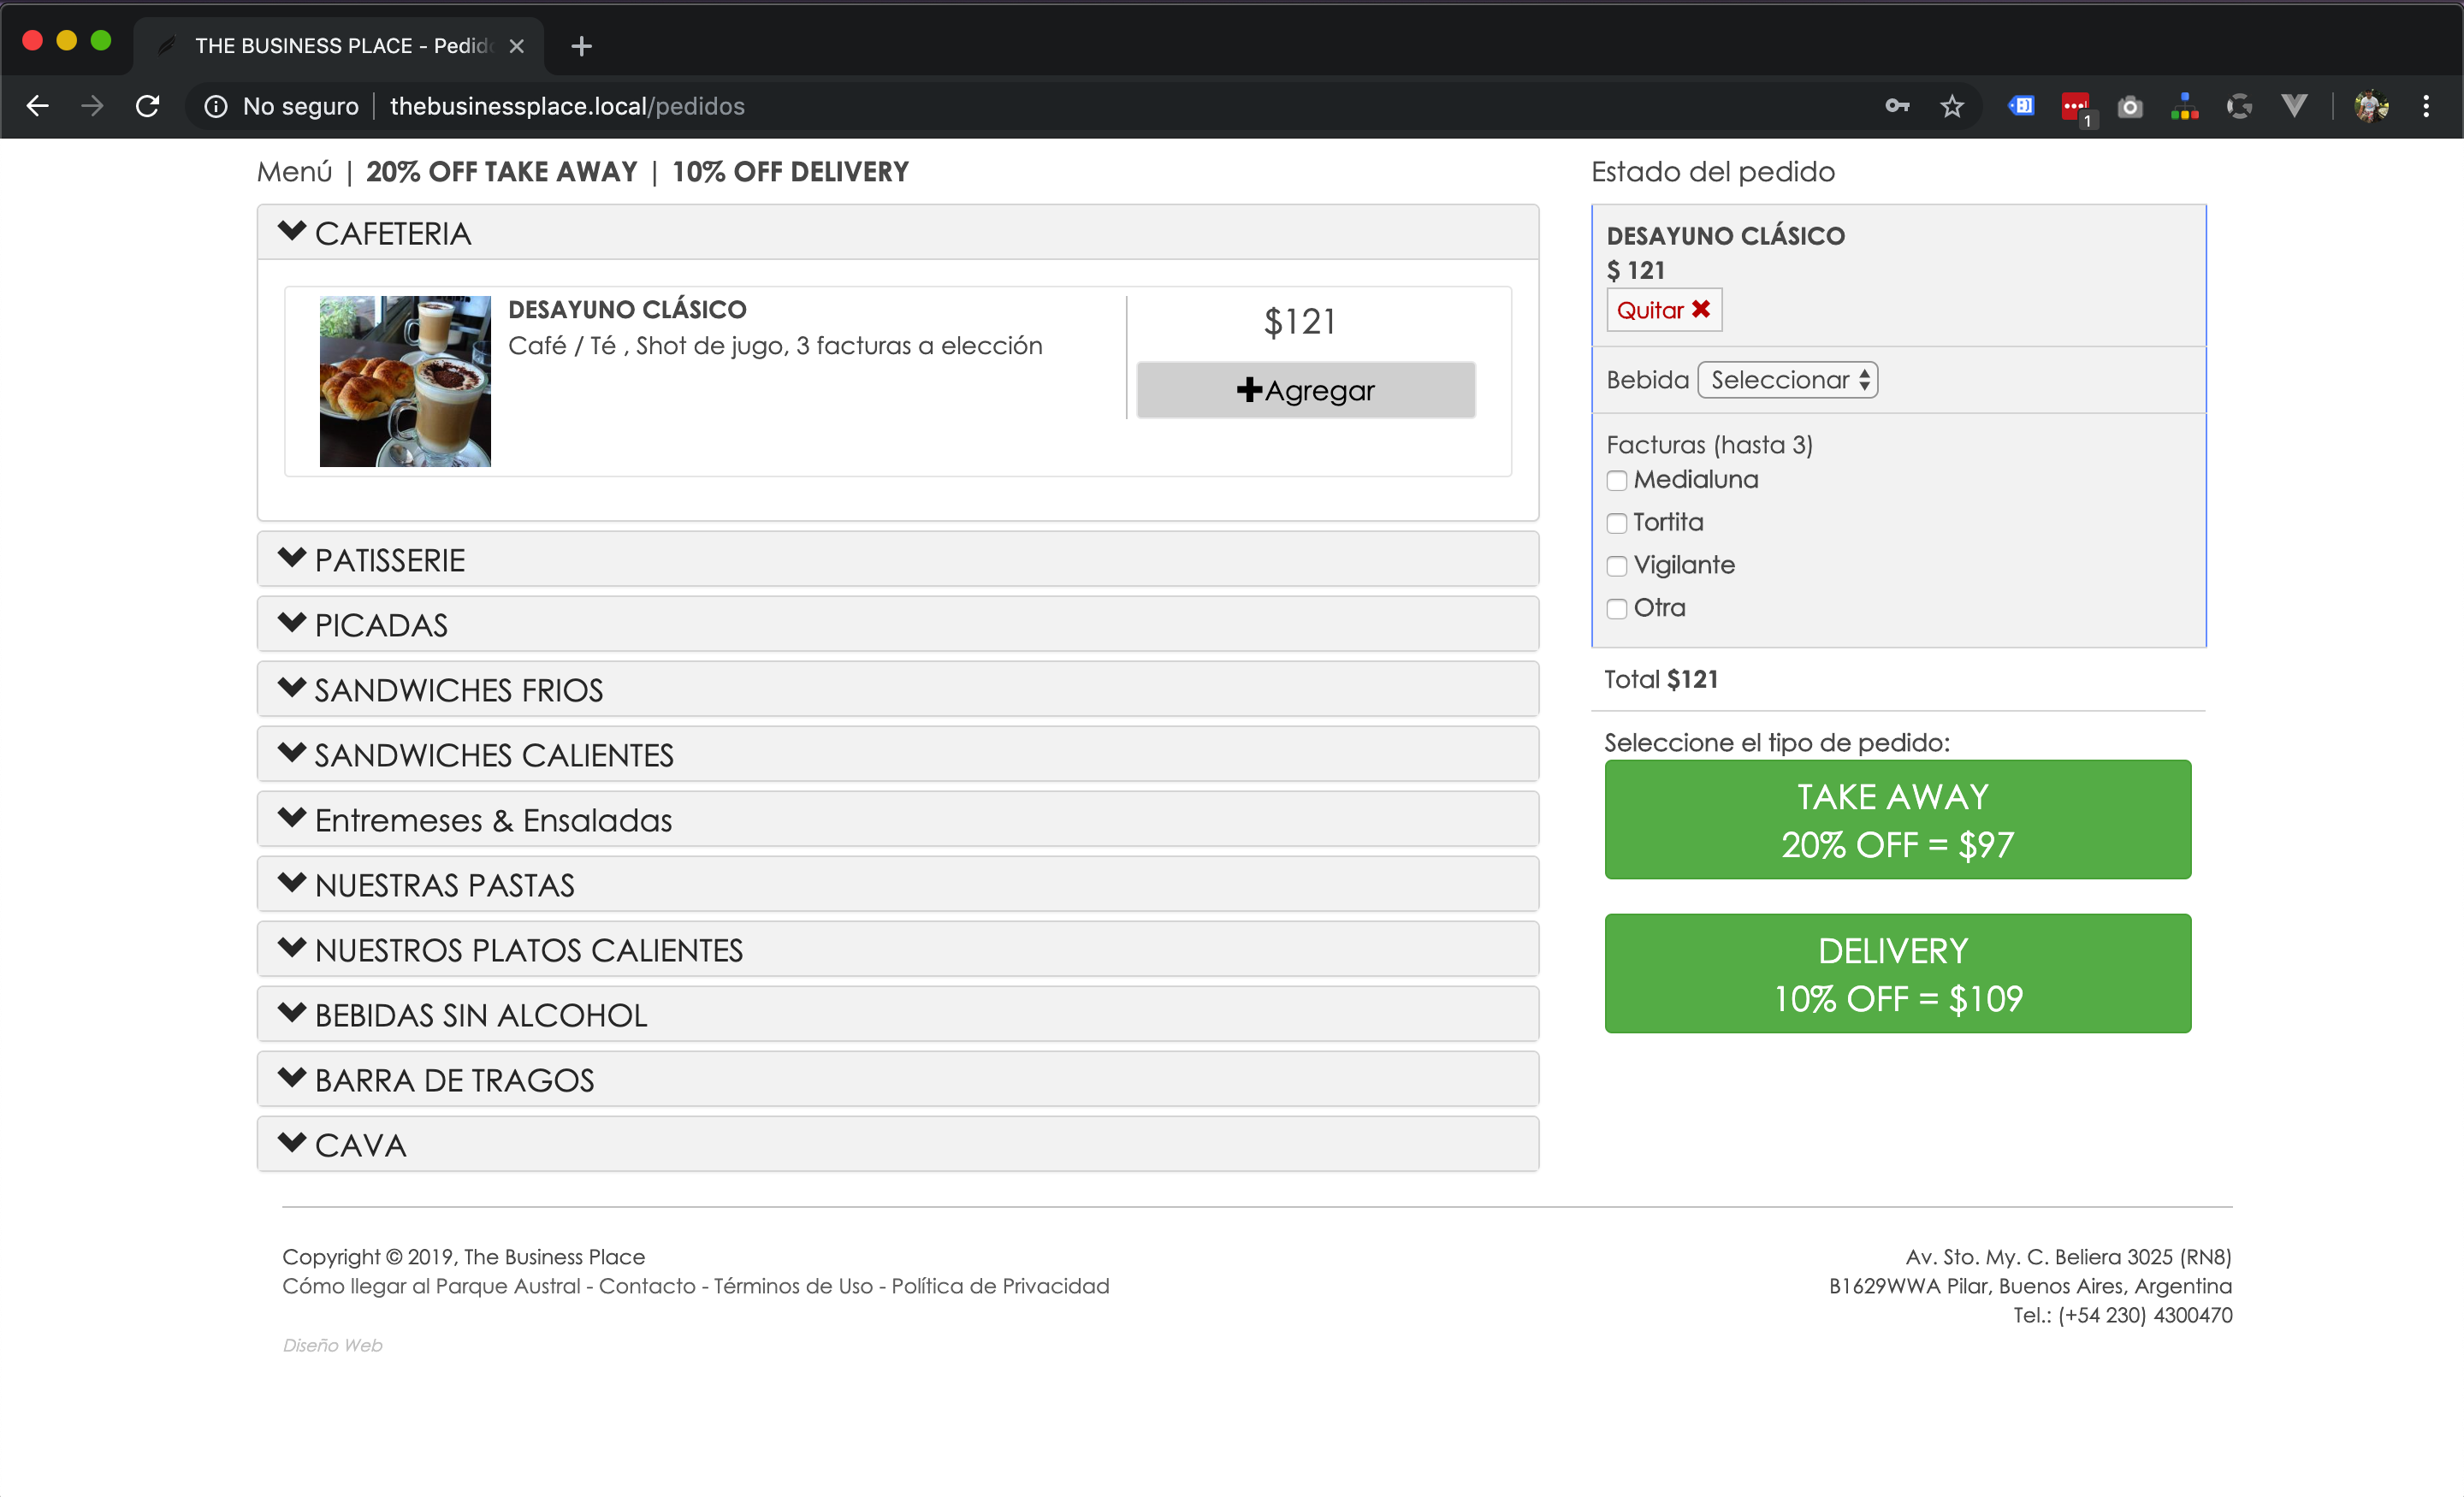 THE BUSINESS PLACE - Pedido
No seguro
thebusinessplace.local/pedidos
1
Menú | 20% OFF TAKE AWAY | 10% OFF DELIVERY
CAFETERIA
DESAYUNO CLÁSICO
Café / Té , Shot de jugo, 3 facturas a elección
$121
Agregar
PATISSERIE
PICADAS
SANDWICHES FRIOS
SANDWICHES CALIENTES
Entremeses & Ensaladas
NUESTRAS PASTAS
NUESTROS PLATOS CALIENTES
BEBIDAS SIN ALCOHOL
BARRA DE TRAGOS
CAVA
Estado del pedido
DESAYUNO CLÁSICO
$ 121
Quitar
Bebida Seleccionar
Facturas (hasta 3)
Medialuna
Tortita
Vigilante
Otra
Total $121
Seleccione el tipo de pedido:
TAKE AWAY
20% OFF = $97
DELIVERY
10% OFF = $109
Copyright © 2019, The Business Place
Cómo llegar al Parque Austral - Contacto - Términos de Uso - Política de Privacidad
Diseño Web
Av. Sto. My. C. Beliera 3025 (RN8)
B1629WWA Pilar, Buenos Aires, Argentina
Tel.: (+54 230) 4300470